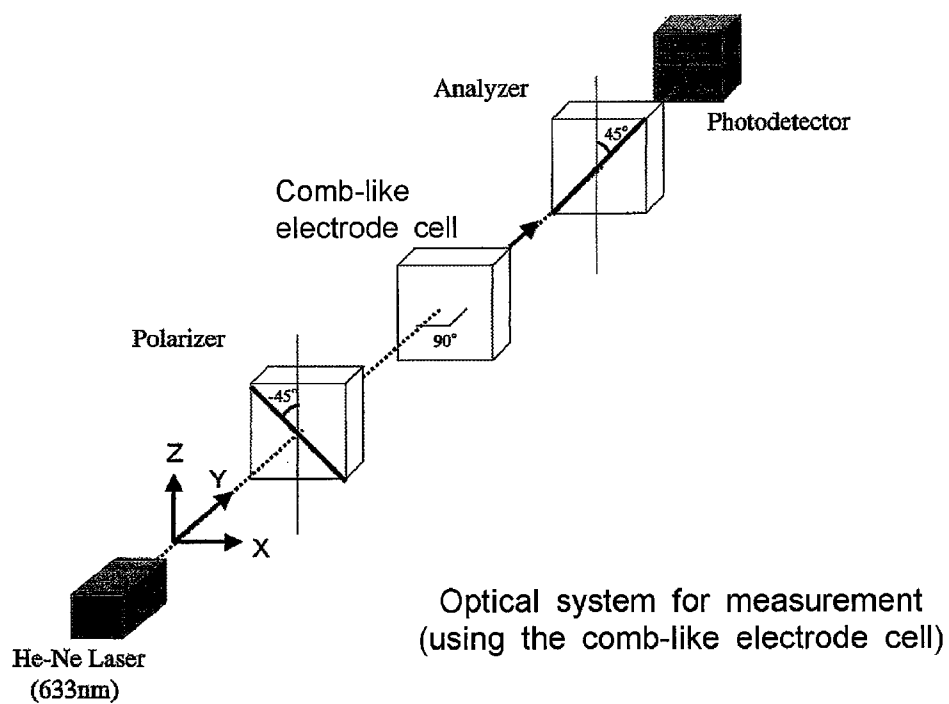 Analyzer
45°
Photodetector
Comb-like
electrode cell
90°
Polarizer
-45°
Z
Y
X
He-Ne Laser
(633nm)
Optical system for measurement
(using the comb-like electrode cell)